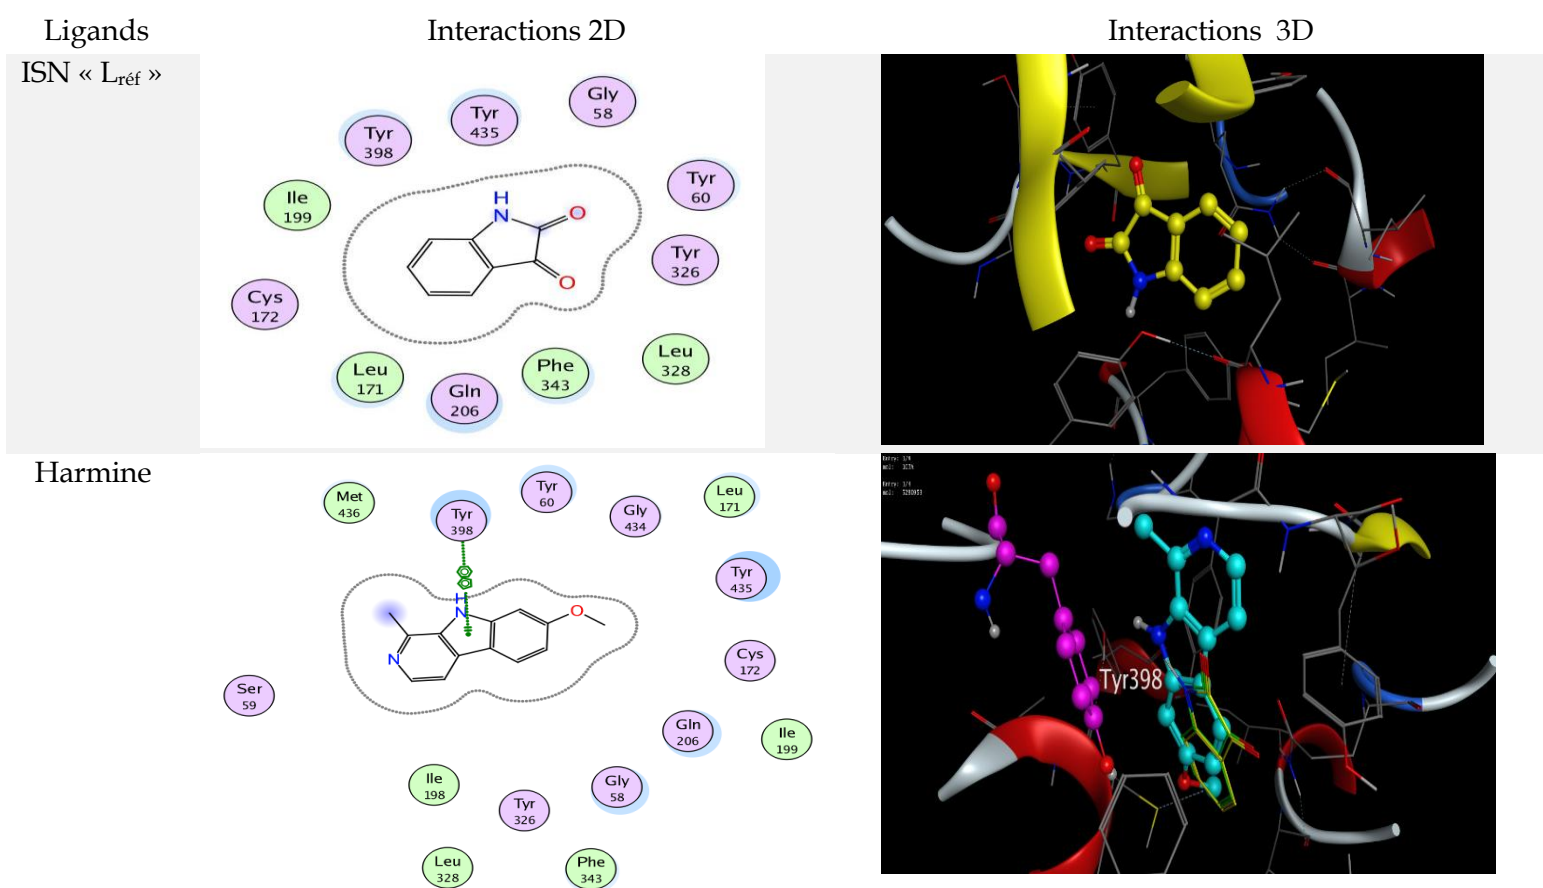 Ligands Interactions 2D Interactions 3D
ISN « Lréf »
Gly
58
Tyr
435
Tyr
398
Tyr
60
Ile
199
H
N
O
Tyr
326
O
Cys
172
Leu
328
Phe
343
Leu
171
Gln
206
Harmine
Met
436
Tyr
398
Tyr
60
Gly
434
Leu
171
Tyr
435
H
N
O
N
Cys
172
Ser
59
Gln
206
Ile
199
Ile
198
Gly
58
Tyr
326
Leu
328
Phe
343
Tyr398